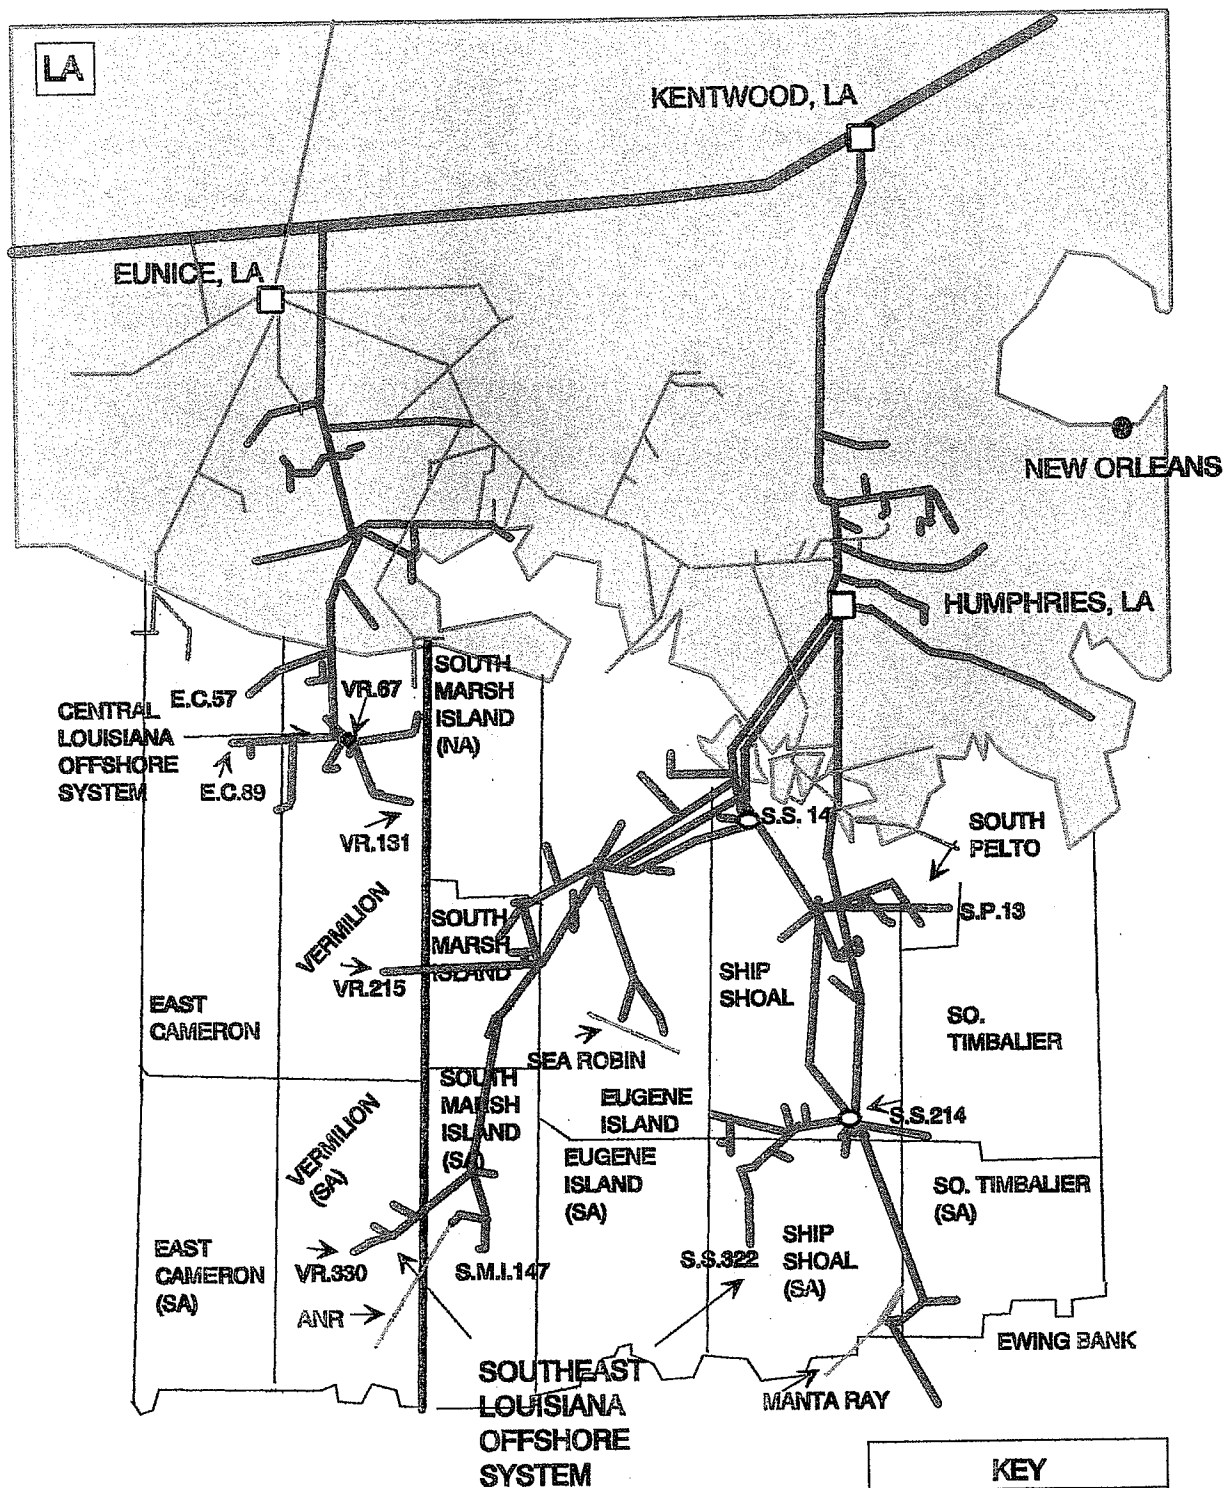 LA
KENTWOOD, LA
EUNICE, LA
NEW ORLEANS
HUMPHRIES, LA
SOUTH
MARSH
ISLAND
(NA)
VR.67
E.C.57
CENTRAL
LOUISIANA
OFFSHORE
SYSTEM
E.C.89
VR.131
S.S. 14
SOUTH
PELTO
S.P.13
VERMILION
SOUTH
MARSH
ISLAND
VR.215
SHIP
SHOAL
EAST
CAMERON
SO.
TIMBALIER
SEA ROBIN
SOUTH
MARSH
ISLAND
(SA)
EUGENE
ISLAND
S.S.214
VERMILION
(SA)
EUGENE
ISLAND
(SA)
SO. TIMBALIER
(SA)
EAST
CAMERON
(SA)
VR.330
S.M.I.147
S.S.322
SHIP
SHOAL
(SA)
ANR
EWING BANK
MANTA RAY
SOUTHEAST
LOUISIANA
OFFSHORE
SYSTEM
KEY